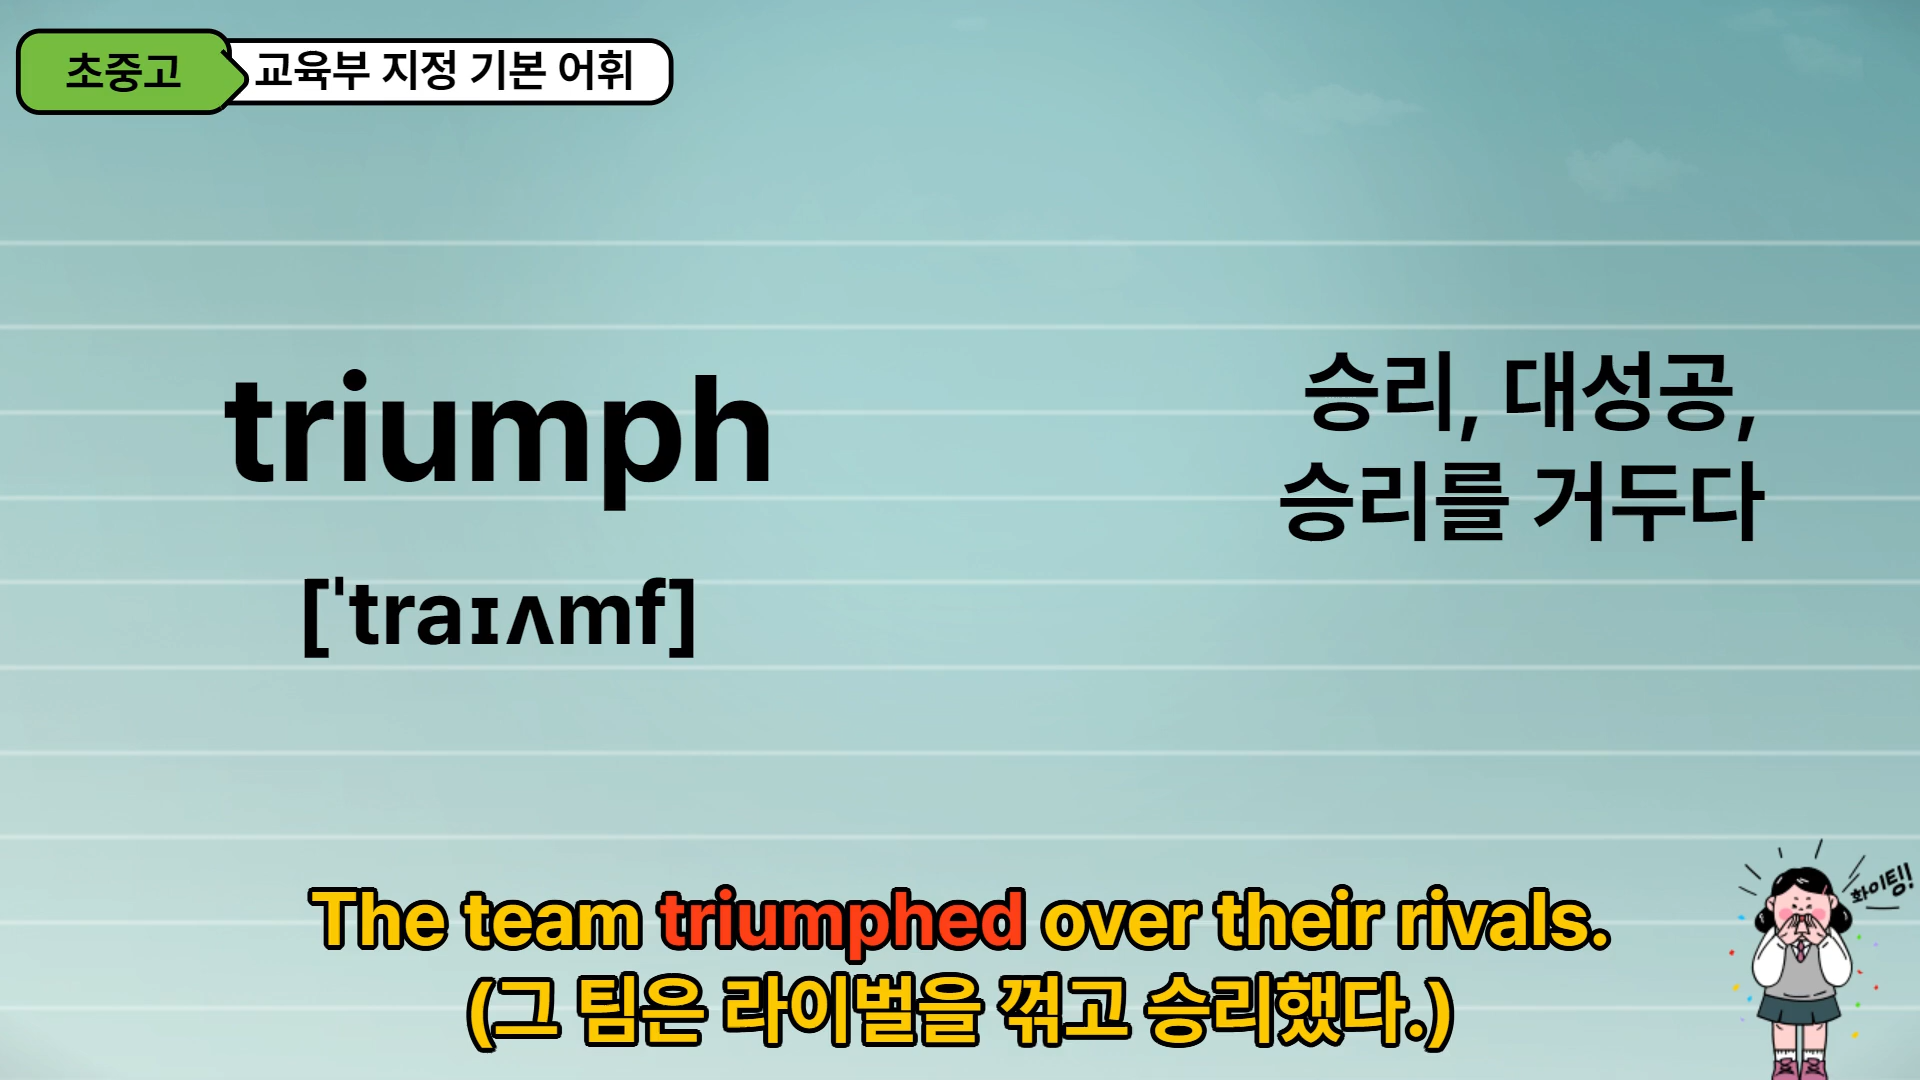 초중고 교육부 지정 기본 어휘
triumph
[ˈtraɪʌmf]
승리, 대성공,
승리를 거두다
화이팅!
The team triumphed over their rivals.
(그 팀은 라이벌을 꺾고 승리했다.)